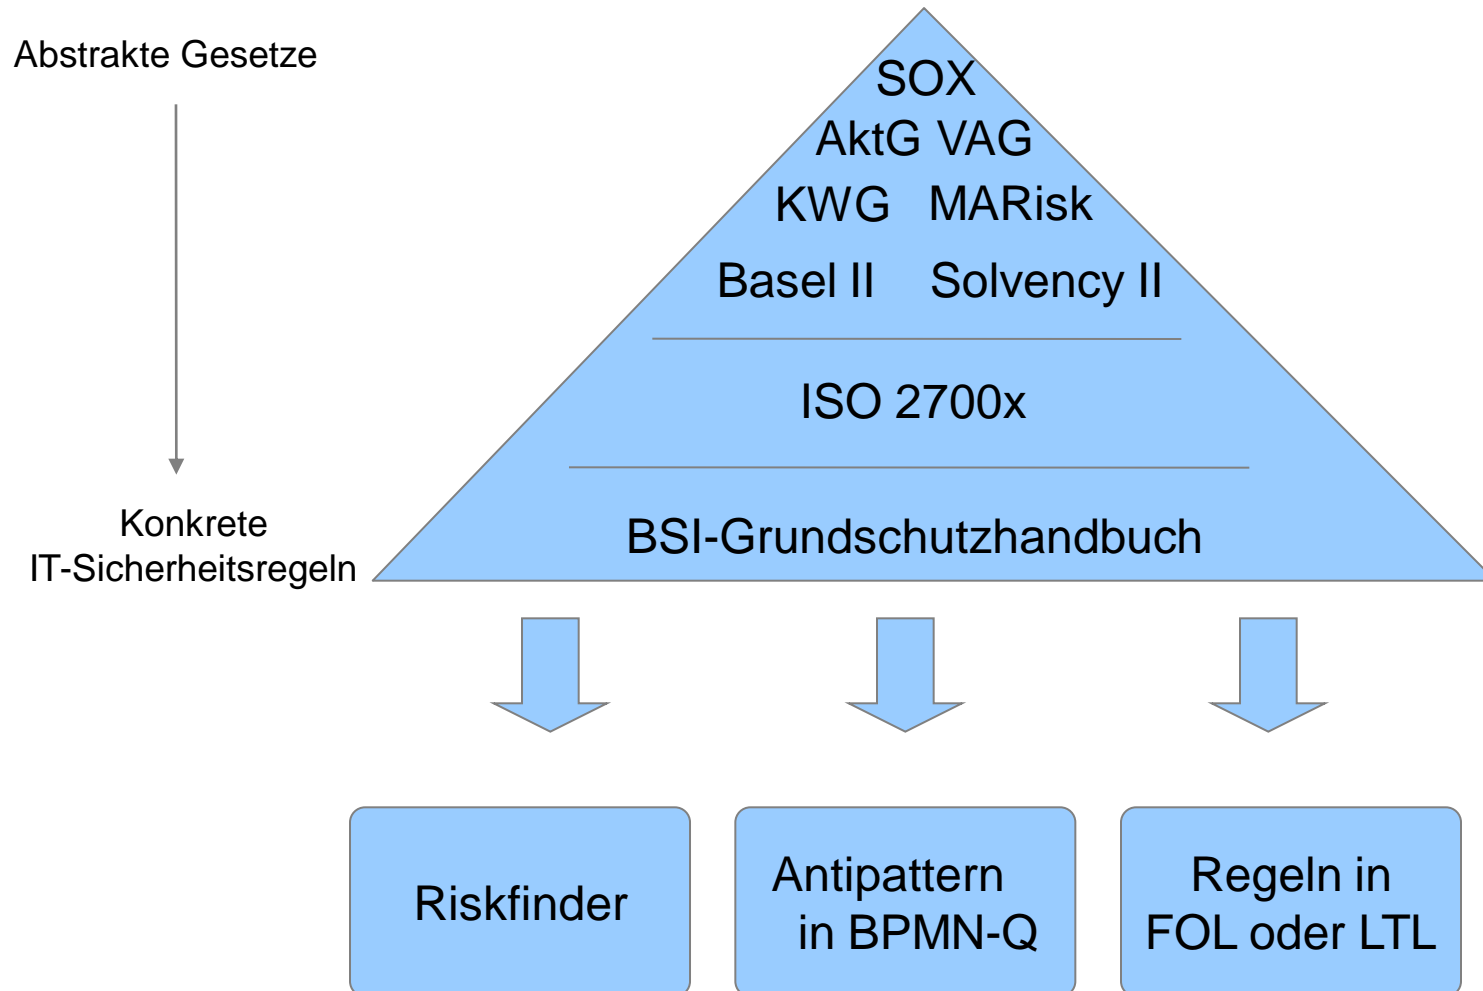 Abstrakte Gesetze
SOX
AktG VAG
KWG MARisk
Basel II Solvency II
ISO 2700x
Konkrete
IT-Sicherheitsregeln
BSI-Grundschutzhandbuch
Riskfinder
Antipattern
in BPMN-Q
Regeln in
FOL oder LTL